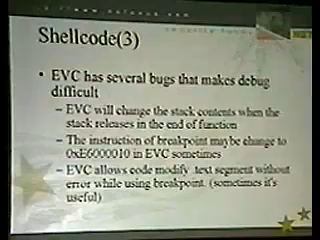 Shellcode(3)
• EVC has several bugs that makes debug
difficult
– EVC will change the stack contents when the
stack releases in the end of function
– The instruction of breakpoint maybe change to
0xE6000010 in EVC sometimes
– EVC allows code modify .text segment without
error while using breakpoint. (sometimes it's
useful)